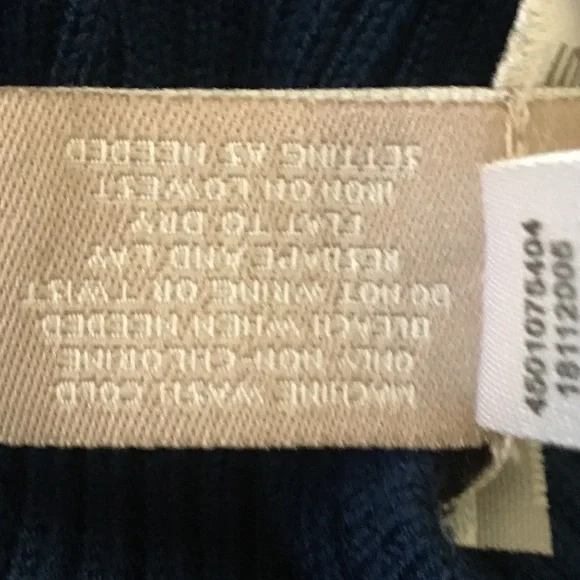 MACHINE WASH COLD
ONLY NON-CHLORINE
BLEACH WHEN NEEDED
DO NOT WRING OR TWIST
RESHAPE AND LAY
FLAT TO DRY
IRON ON LOWEST
SETTING AS NEEDED
4501075404
18112005